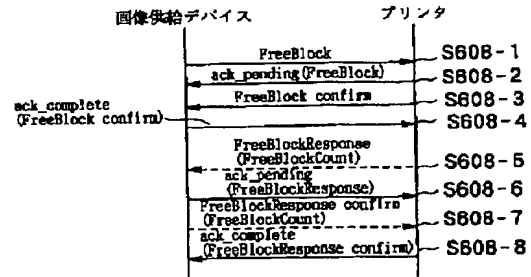 画像供給デバイス プリンタ
FreeBlock S608-1
ack_pending(FreeBlock) S608-2
FreeBlock confirm S608-3
ack_complete
(FreeBlock confirm) S608-4
FreeBlockResponse
(FreeBlockCount) S608-5
ack_pending
(FreeBlockResponse) S608-6
FreeBlockResponse confirm
(FreeBlockCount) S608-7
ack_complete
(FreeBlockResponse confirm) S608-8